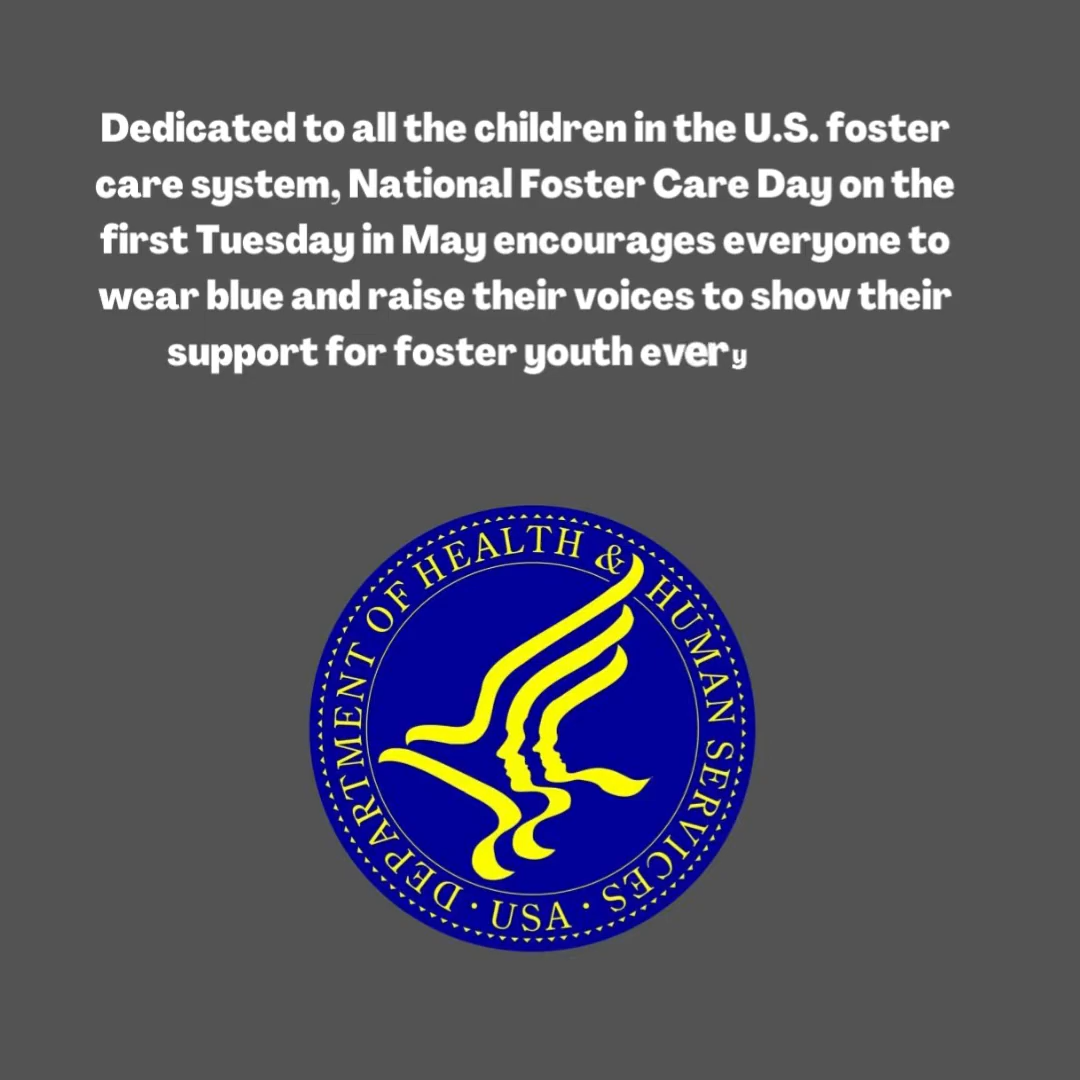 Dedicated to all the children in the U.S. foster
care system, National Foster Care Day on the
first Tuesday in May encourages everyone to
wear blue and raise their voices to show their
support for foster youth every
DEPARTMENT OF HEALTH & HUMAN SERVICES
· USA ·